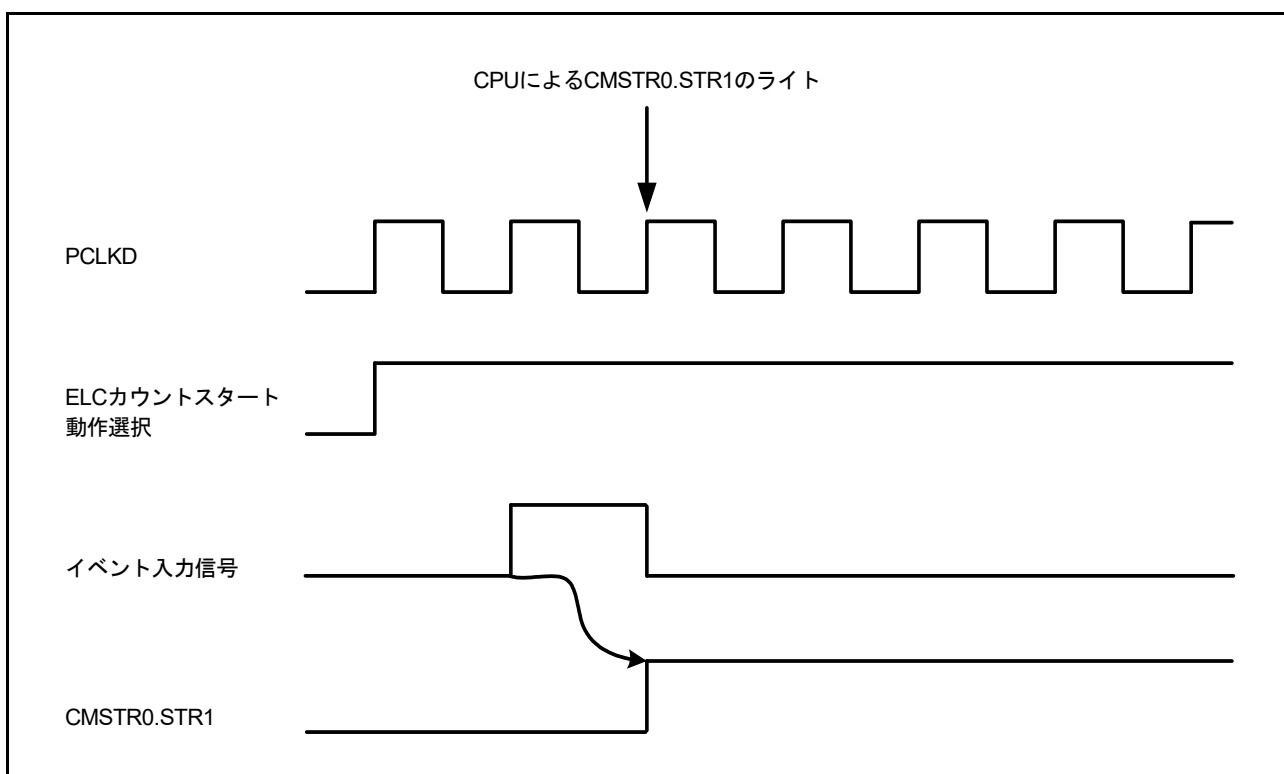 CPUによるCMSTR0.STR1のライト
PCLKD
ELCカウントスタート
動作選択
イベント入力信号
CMSTR0.STR1